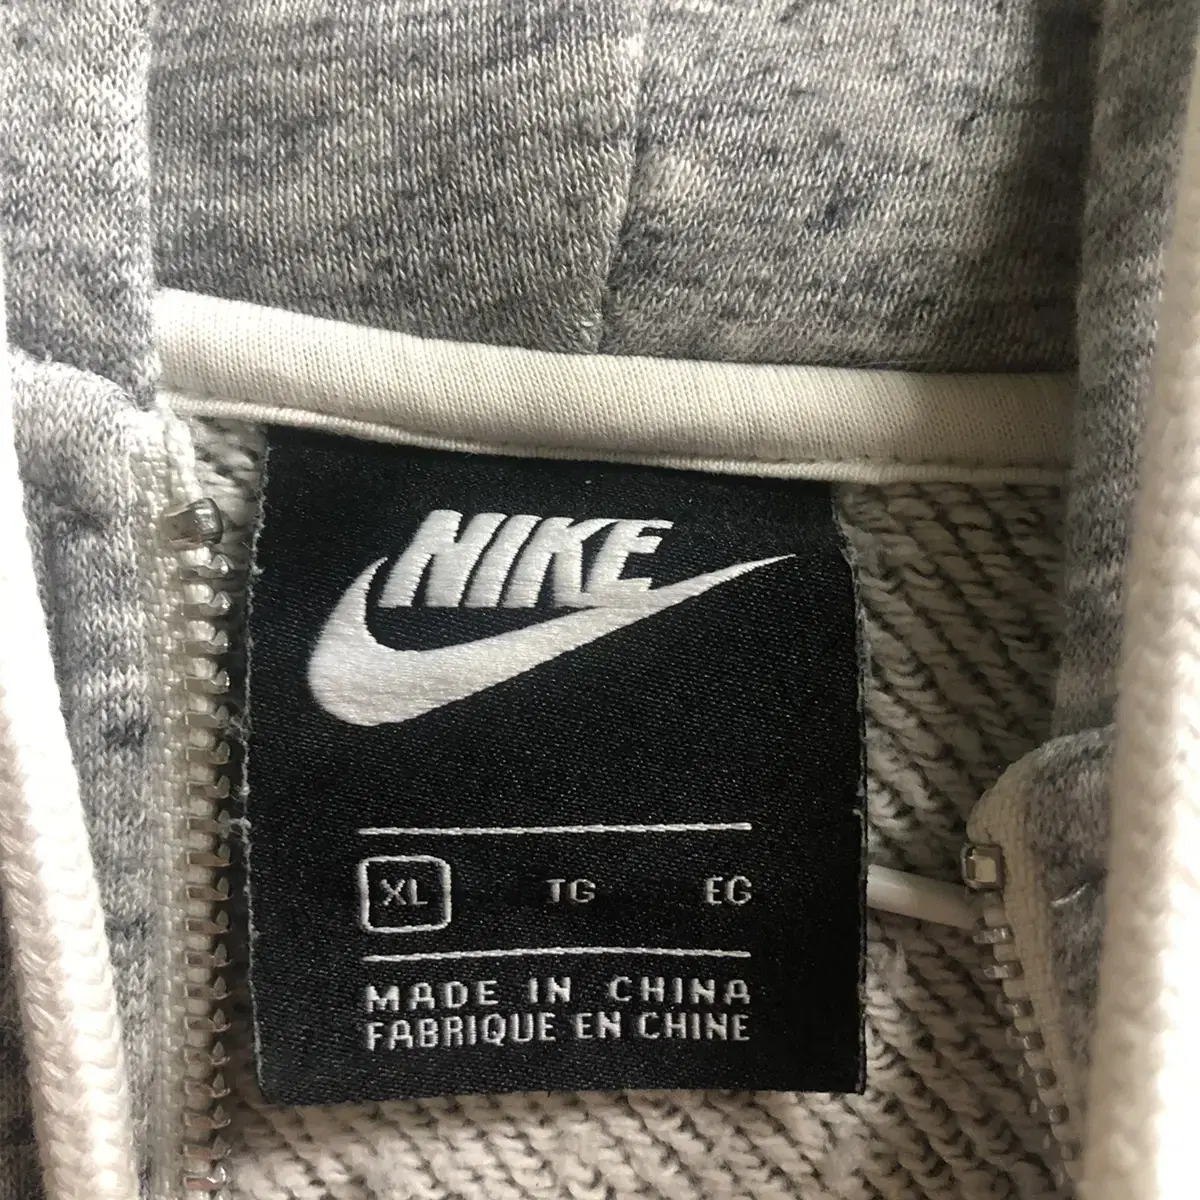 NIKE
XL TG EG
MADE IN CHINA
FABRIQUE EN CHINE